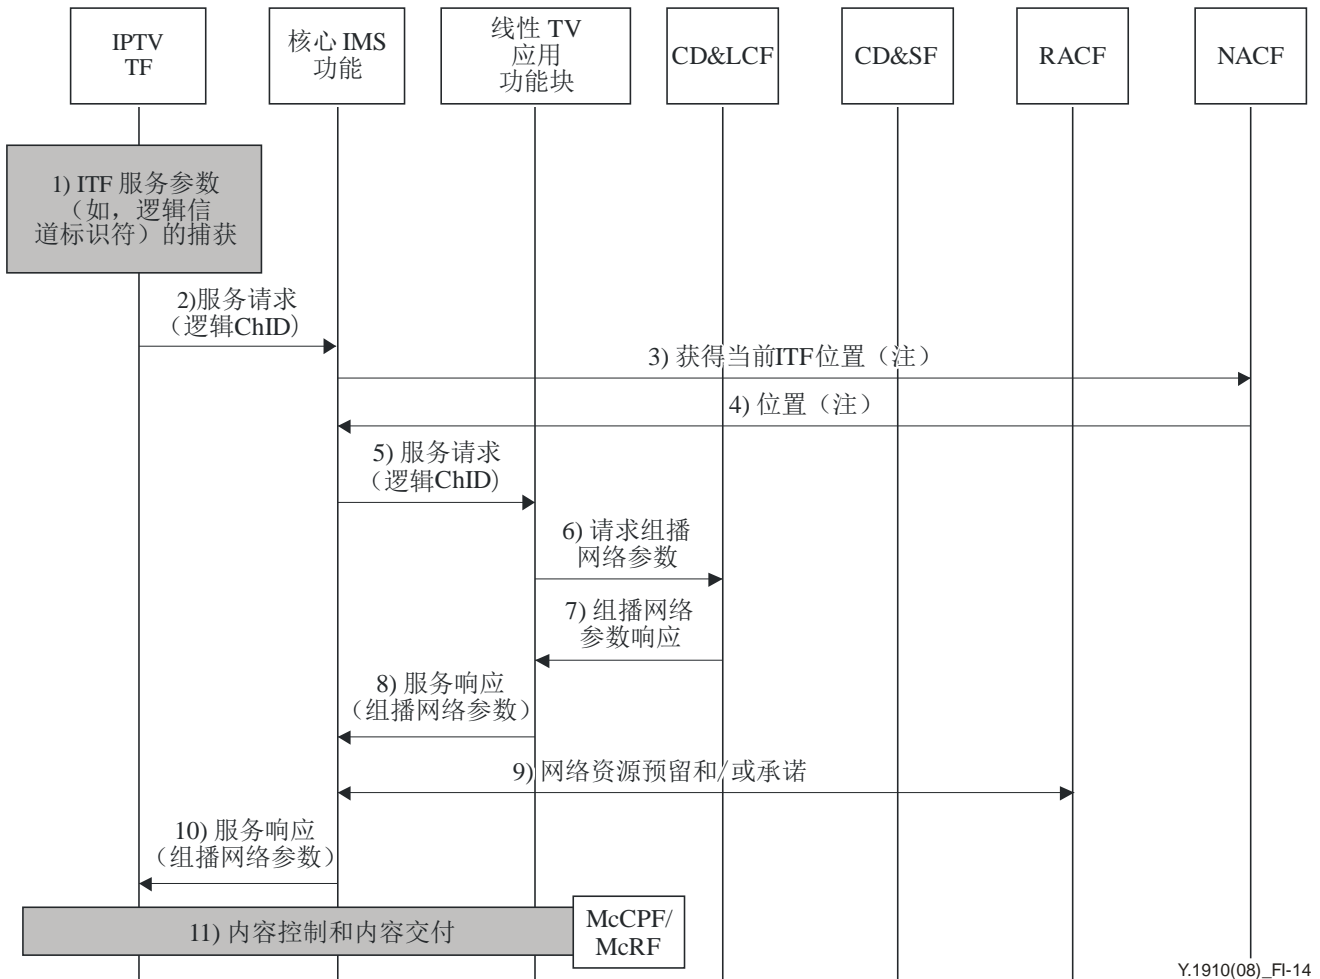 IPTV
TF
核心 IMS
功能
线性 TV
应用
功能块
CD&LCF
CD&SF
RACF
NACF
1) ITF 服务参数
（如，逻辑信
道标识符）的捕获
2)服务请求
（逻辑ChID）
3) 获得当前ITF位置（注）
4) 位置（注）
5) 服务请求
（逻辑ChID）
6) 请求组播
网络参数
7) 组播网络
参数响应
8) 服务响应
（组播网络参数）
9) 网络资源预留和/或承诺
10) 服务响应
（组播网络参数）
11) 内容控制和内容交付
McCPF/
McRF
Y.1910(08)_FI-14